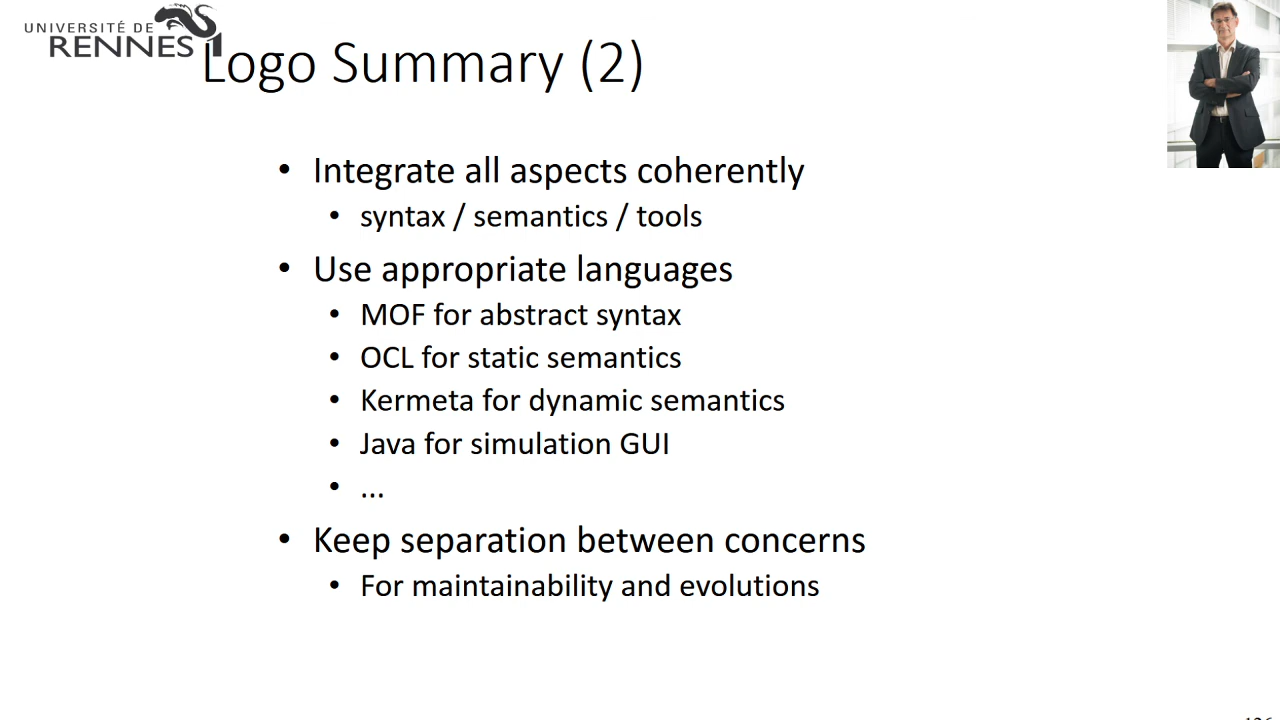 UNIVERSITÉ DE
RENNES 1
Logo Summary (2)
• Integrate all aspects coherently
• syntax / semantics / tools
• Use appropriate languages
• MOF for abstract syntax
• OCL for static semantics
• Kermeta for dynamic semantics
• Java for simulation GUI
• ...
• Keep separation between concerns
• For maintainability and evolutions